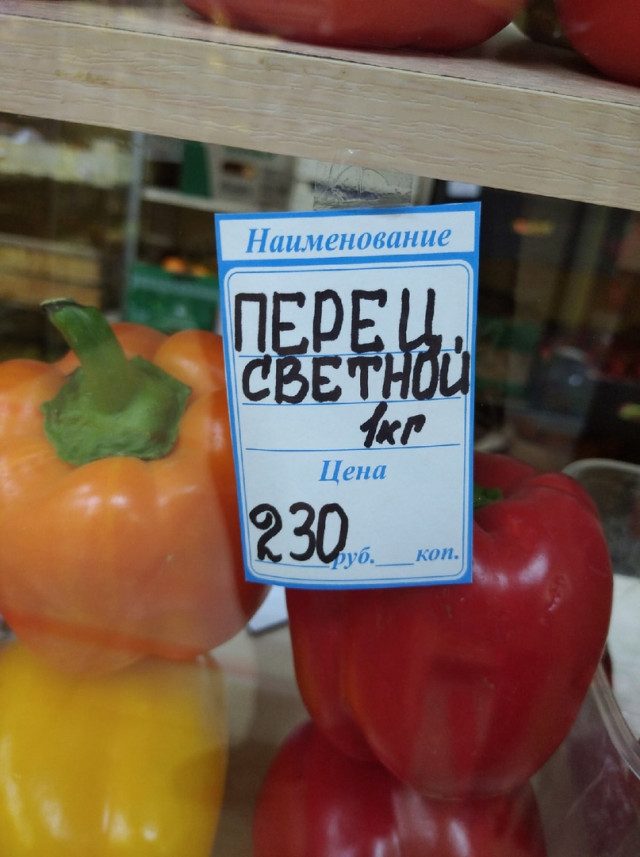 Наименование
ПЕРЕЦ.
СВЕТНОЙ
1кг
Цена
230 руб. коп.